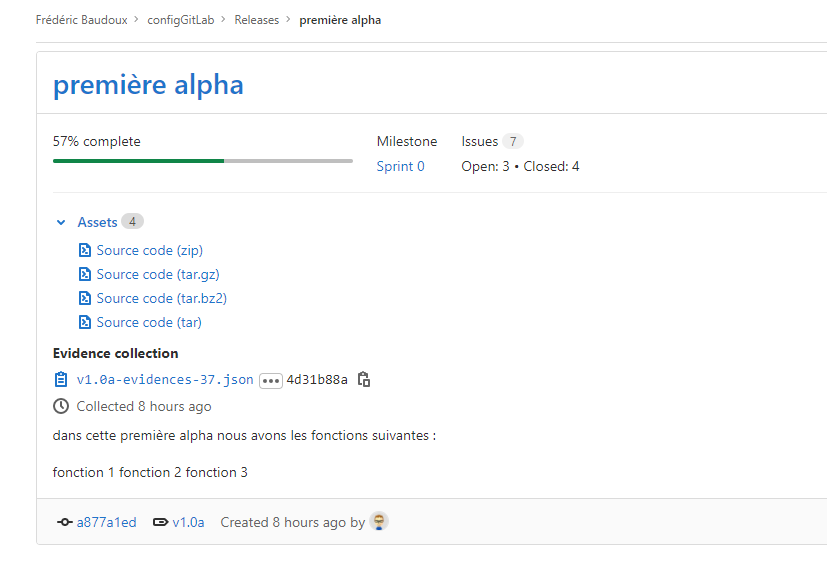 Frédéric Baudoux > configGitLab > Releases > première alpha
première alpha
57% complete
Milestone
Issues 7
Sprint 0
Open: 3 • Closed: 4
Assets 4
Source code (zip)
Source code (tar.gz)
Source code (tar.bz2)
Source code (tar)
Evidence collection
v1.0a-evidences-37.json ••• 4d31b88a
Collected 8 hours ago
dans cette première alpha nous avons les fonctions suivantes :
fonction 1 fonction 2 fonction 3
a877a1ed v1.0a Created 8 hours ago by